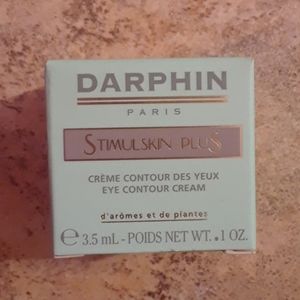 DARPHIN
PARIS
STIMULSKIN PLUS
CRÈME CONTOUR DES YEUX
EYE CONTOUR CREAM
d'arômes et de plantes
℮ 3.5 mL - POIDS NET WT. .1 OZ.